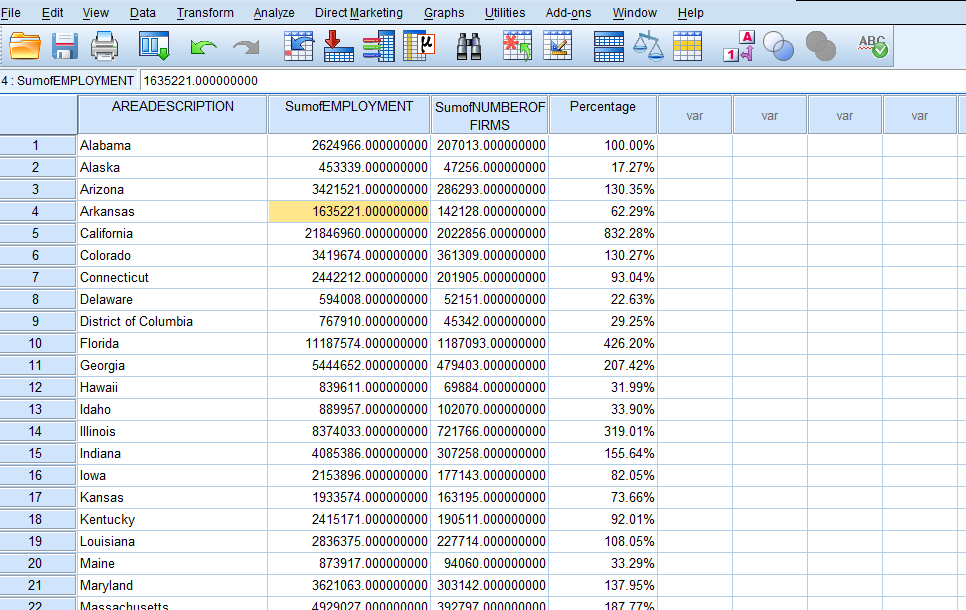 File Edit View Data Transform Analyze Direct Marketing Graphs Utilities Add-ons Window Help
1 A
ABC
4 : SumofEMPLOYMENT 1635221.000000000
AREADESCRIPTION SumofEMPLOYMENT SumofNUMBEROF FIRMS Percentage var var var var
1 Alabama 2624966.000000000 207013.000000000 100.00%
2 Alaska 453339.000000000 47256.000000000 17.27%
3 Arizona 3421521.000000000 286293.000000000 130.35%
4 Arkansas 1635221.000000000 142128.000000000 62.29%
5 California 21846960.000000000 2022856.000000000 832.28%
6 Colorado 3419674.000000000 361309.000000000 130.27%
7 Connecticut 2442212.000000000 201905.000000000 93.04%
8 Delaware 594008.000000000 52151.000000000 22.63%
9 District of Columbia 767910.000000000 45342.000000000 29.25%
10 Florida 11187574.000000000 1187093.000000000 426.20%
11 Georgia 5444652.000000000 479403.000000000 207.42%
12 Hawaii 839611.000000000 69884.000000000 31.99%
13 Idaho 889957.000000000 102070.000000000 33.90%
14 Illinois 8374033.000000000 721766.000000000 319.01%
15 Indiana 4085386.000000000 307258.000000000 155.64%
16 Iowa 2153896.000000000 177143.000000000 82.05%
17 Kansas 1933574.000000000 163195.000000000 73.66%
18 Kentucky 2415171.000000000 190511.000000000 92.01%
19 Louisiana 2836375.000000000 227714.000000000 108.05%
20 Maine 873917.000000000 94060.000000000 33.29%
21 Maryland 3621063.000000000 303142.000000000 137.95%
22 Massachusetts 4929027.000000000 392797.000000000 187.77%